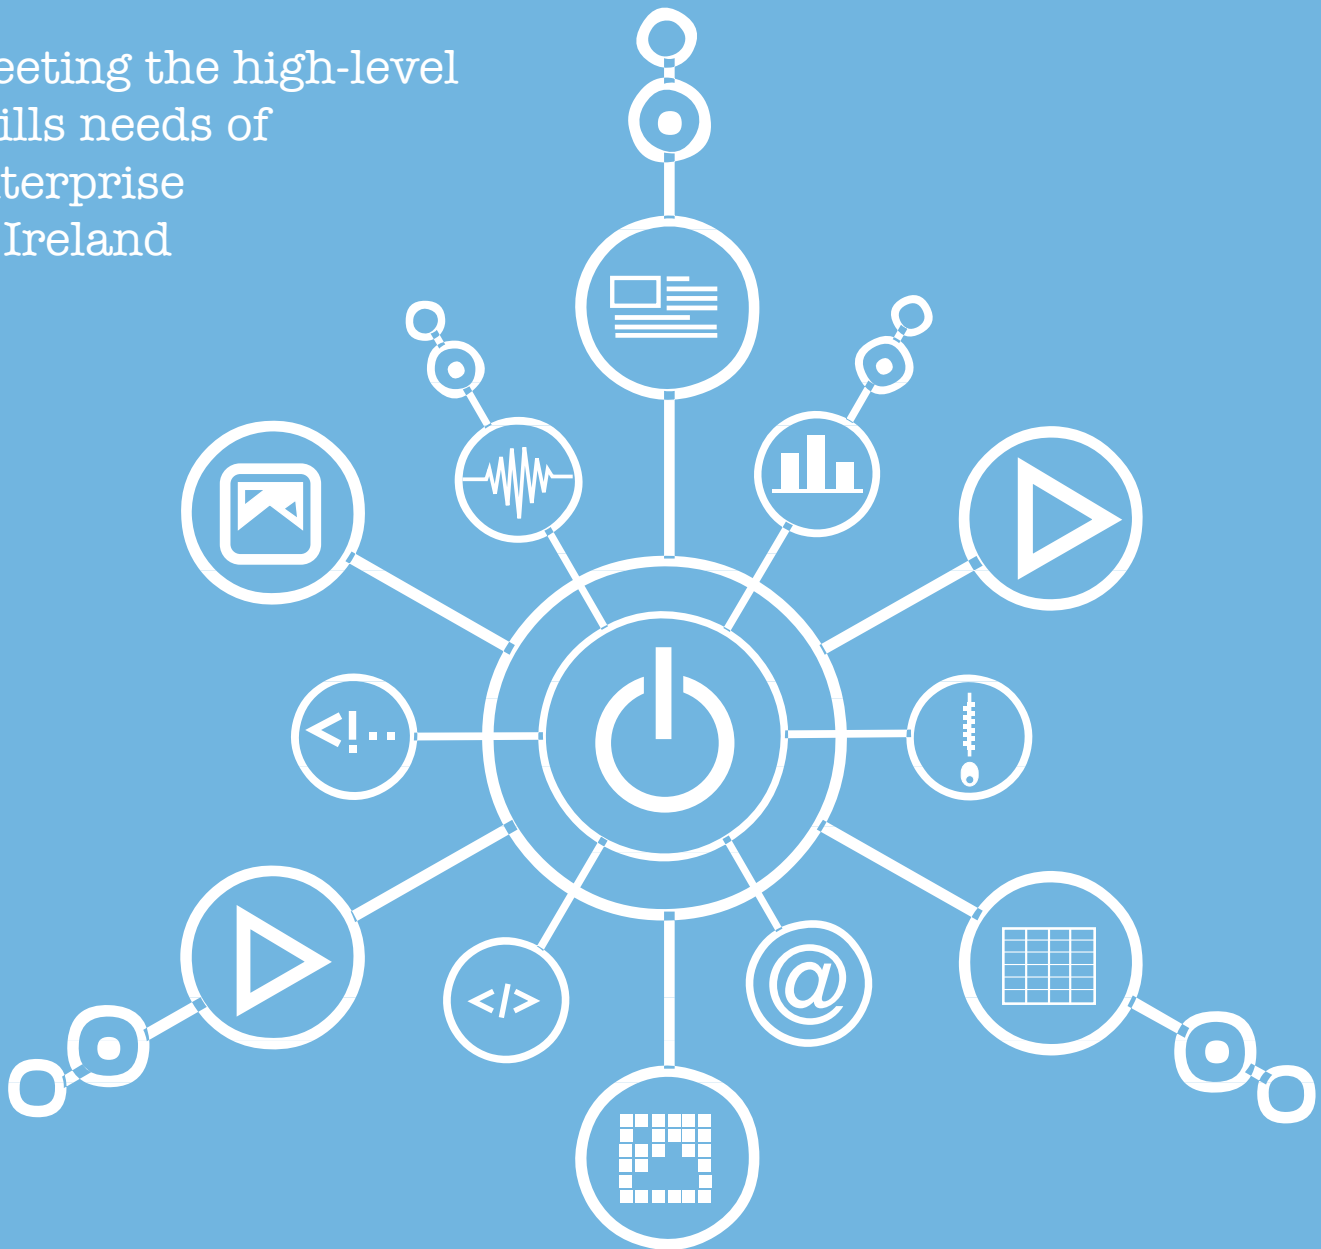 eeting the high-level
ills needs of
terprise
Ireland
<!..
</>
@